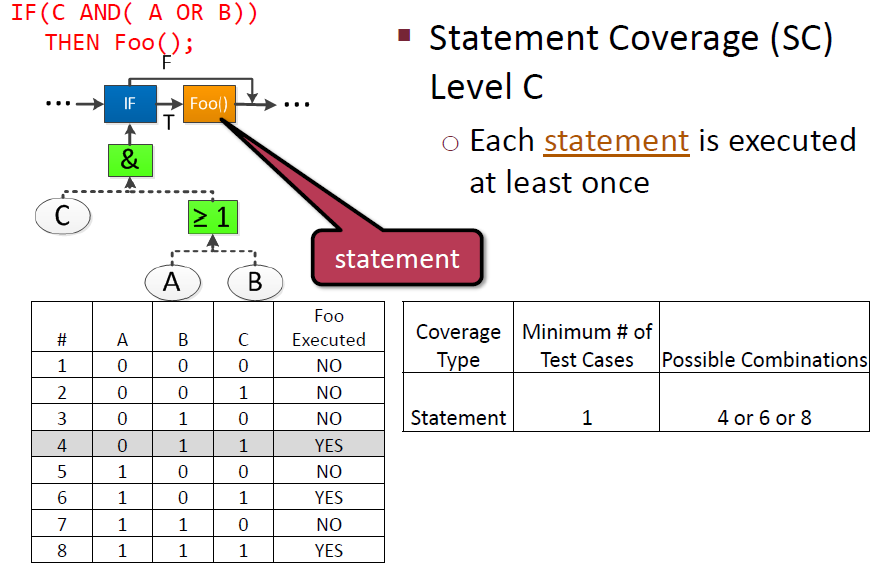 IF(C AND( A OR B))
THEN Foo();
F
... IF Foo() ...
T
&
C
≥ 1
A B
statement
▪ Statement Coverage (SC)
Level C
○ Each statement is executed
at least once
# A B C Foo Executed
1 0 0 0 NO
2 0 0 1 NO
3 0 1 0 NO
4 0 1 1 YES
5 1 0 0 NO
6 1 0 1 YES
7 1 1 0 NO
8 1 1 1 YES
Coverage Minimum # of
Type Test Cases Possible Combinations
Statement 1 4 or 6 or 8